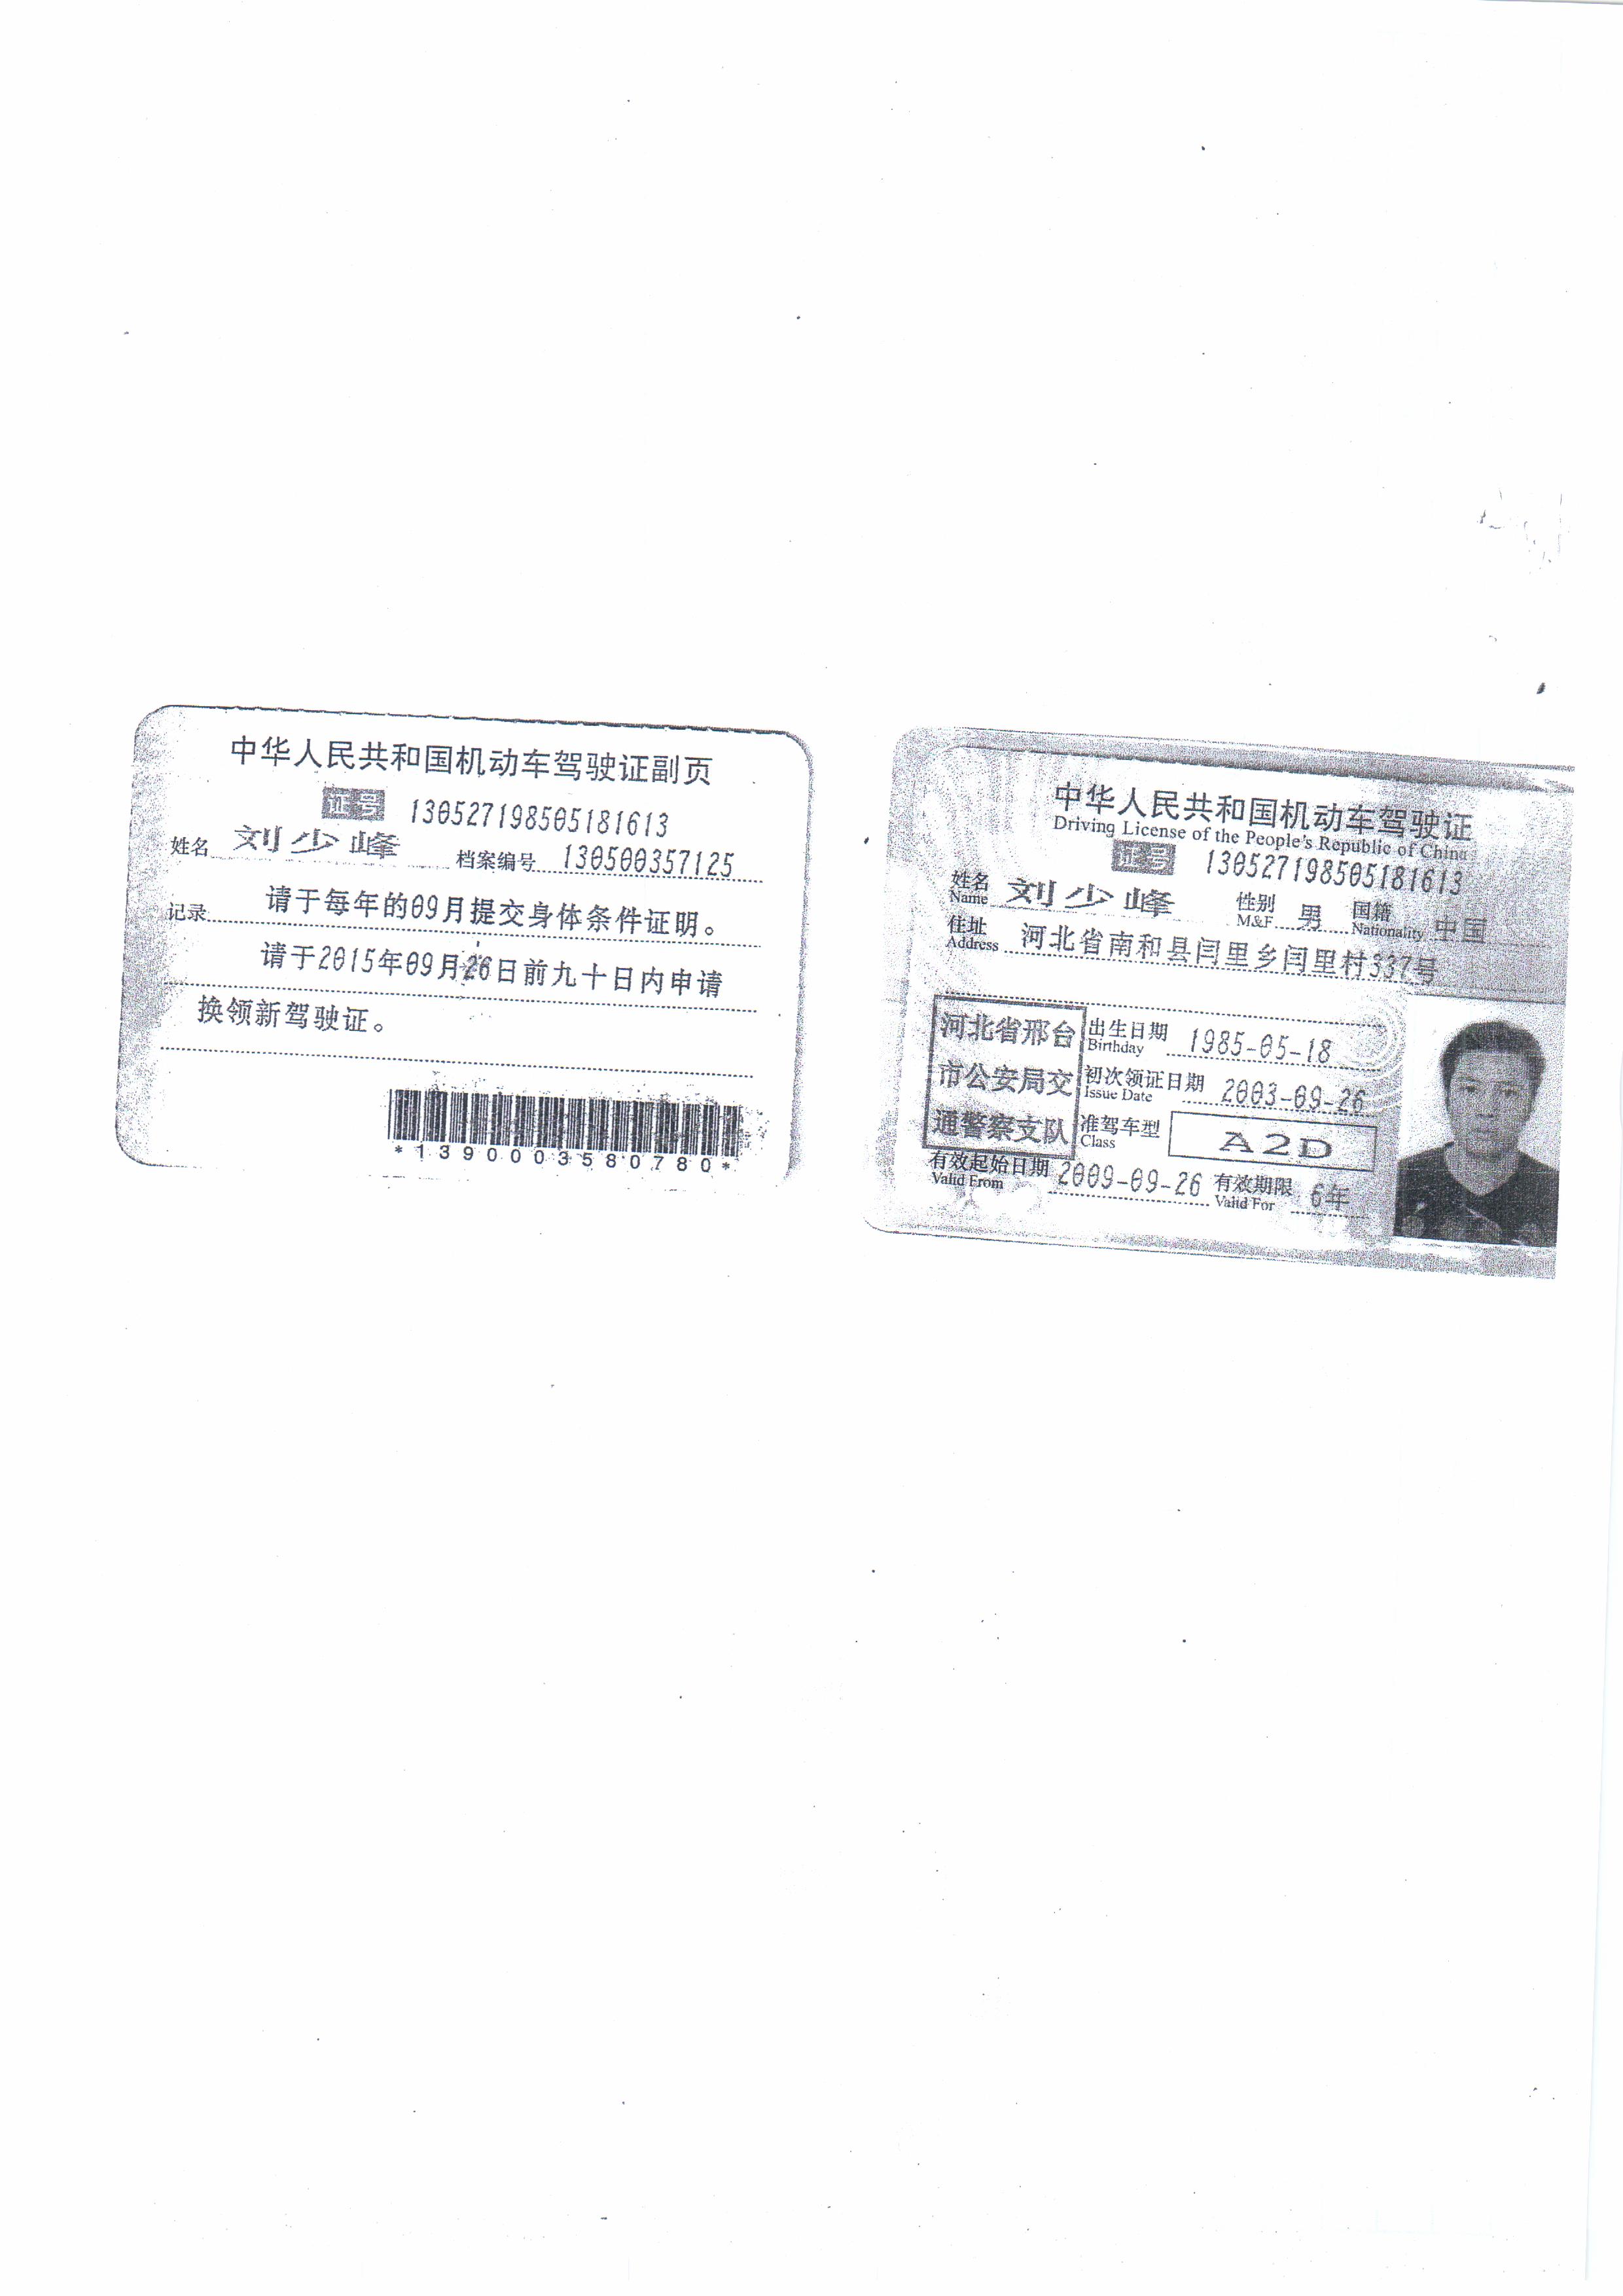 中华人民共和国机动车驾驶证副页
证号 130527198505181613
姓名 刘少峰 档案编号 130500357125
记录 请于每年的09月提交身体条件证明。
请于2015年09月26日前九十日内申请
换领新驾驶证。
*1390003580780*
中华人民共和国机动车驾驶证
Driving License of the People's Republic of China
证号 130527198505181613
姓名 刘少峰 性别 男 国籍 中国
Name M&F Nationality
住址 河北省南和县闫里乡闫里村337号
Address
河北省邢台
市公安局交
通警察支队
出生日期 1985-05-18
Birthday
初次领证日期 2003-09-26
Issue Date
准驾车型 A2D
Class
有效起始日期 2009-09-26 有效期限 6年
Valid From Valid For